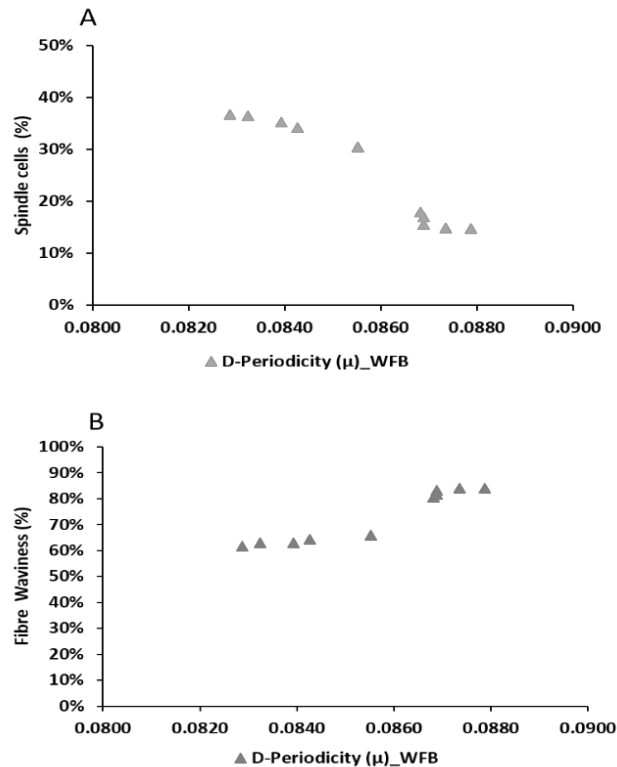 A
50%
40%
30%
20%
10%
0%
Spindle cells (%)
0.0800 0.0820 0.0840 0.0860 0.0880 0.0900
D-Periodicity (μ)_WFB
B
100%
90%
80%
70%
60%
50%
40%
30%
20%
10%
0%
Fibre Waviness (%)
0.0800 0.0820 0.0840 0.0860 0.0880 0.0900
D-Periodicity (μ)_WFB